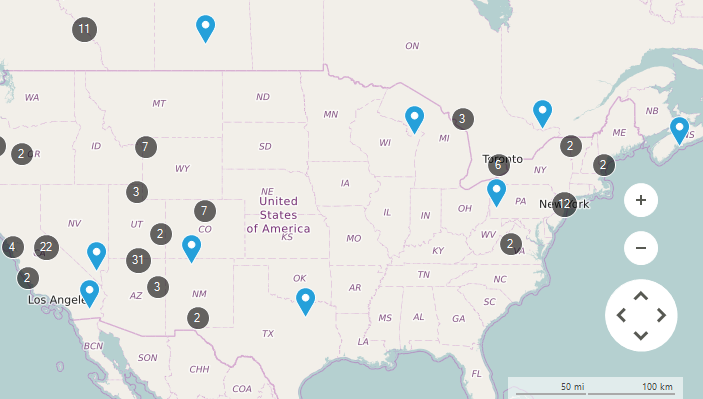 11
ON
WA
MT
ND
MN
NB
3
ME
NS
2
OR
ID
7
SD
WI
MI
2
6
Toronto
2
WY
NY
3
IA
NE
United
States
of America
PA
12
New York
7
CO
IL
IN
OH
NV
UT
2
KS
MO
WV
2
VA
KY
4
CA
22
31
2
AZ
3
NM
OK
AR
TN
NC
Los Angeles
2
TX
MS
AL
GA
SC
LA
BCN
SON
CHH
COA
FL
+
−
50 mi
100 km